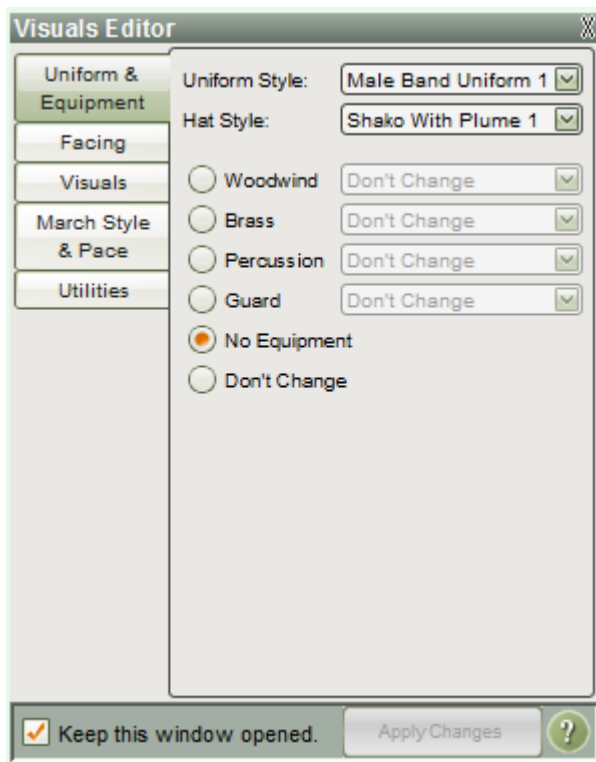 Visuals Editor
X
Uniform &
Equipment
Facing
Visuals
March Style
& Pace
Utilities
Uniform Style: Male Band Uniform 1
Hat Style: Shako With Plume 1
Woodwind Don't Change
Brass Don't Change
Percussion Don't Change
Guard Don't Change
No Equipment
Don't Change
Keep this window opened. Apply Changes ?